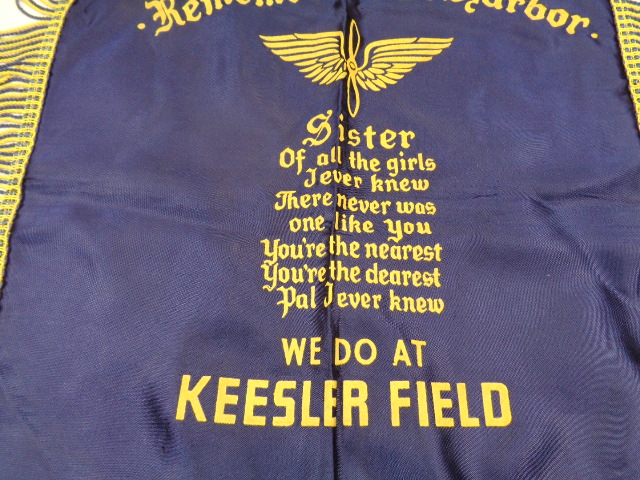 Remem Harbor.
Sister
Of all the girls
I ever knew
There never was
one like You
You're the nearest
You're the dearest
Pal I ever knew
WE DO AT
KEESLER FIELD